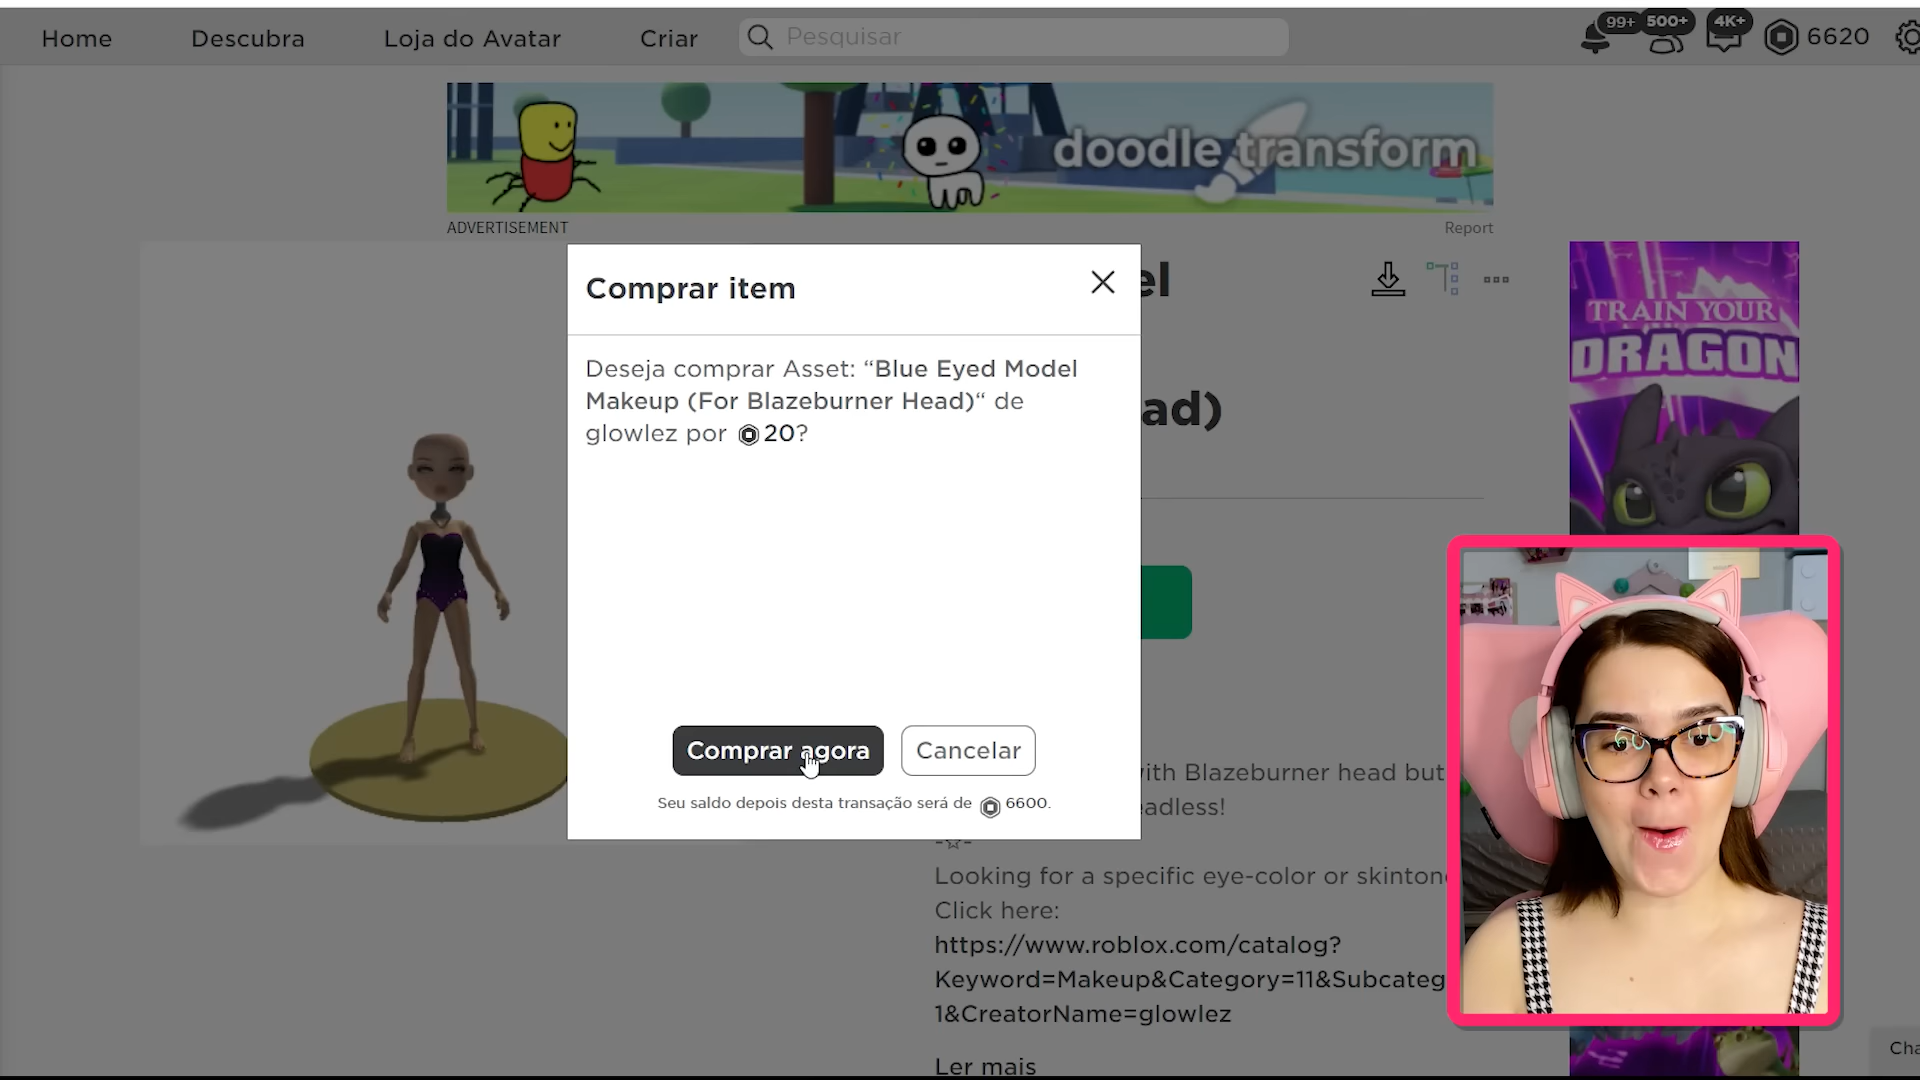 Home Descubra Loja do Avatar Criar Pesquisar 99+ 500+ 4K+ 6620
doodle transform
ADVERTISEMENT Report
Comprar item
el
Deseja comprar Asset: “Blue Eyed Model
Makeup (For Blazeburner Head)“ de
glowlez por 20?
ad)
TRAIN YOUR
DRAGON
Comprar agora Cancelar
Seu saldo depois desta transação será de 6600.
with Blazeburner head but
eadless!
-☆-
Looking for a specific eye-color or skintone
Click here:
https://www.roblox.com/catalog?
Keyword=Makeup&Category=11&Subcateg
1&CreatorName=glowlez
Ler mais
Cha